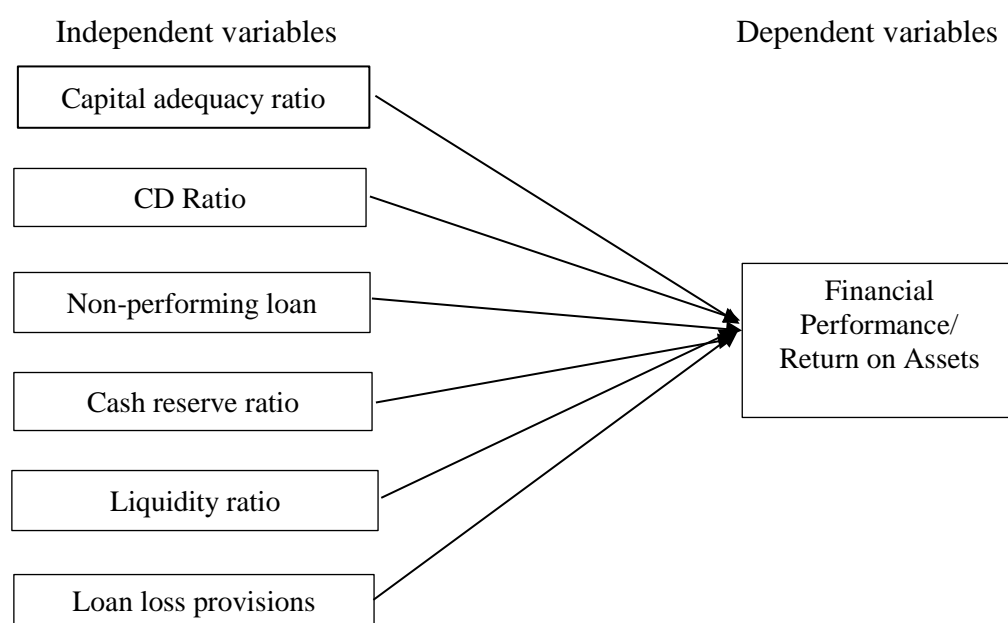 Independent variables
Dependent variables
Capital adequacy ratio
CD Ratio
Non-performing loan
Cash reserve ratio
Liquidity ratio
Loan loss provisions
Financial
Performance/
Return on Assets